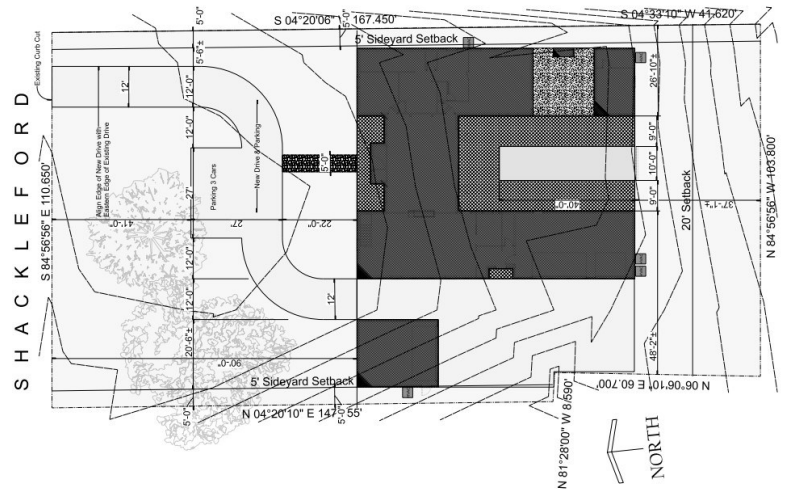 S 04°20'06" 167.450'
S 04°33'10" W 41.620'
5'-0"
5'-0"
5' Sideyard Setback
5'-6"±
Existing Curb Cut
12'-0"
12'
26'-10"±
SHACKLEFORD
Align Edge of New Drive with
Eastern Edge of Existing Drive
12'-0"
New Drive & Parking
9'-0"
5'-0"
10'-0"
Parking 3 Cars
27'
9'-0"
40'-0"
37'-1"±
S 84°56'56" E 110.650'
N 84°56'56" W 103.800'
41'-0"
27'
22'-0"
20' Setback
12'-0"
12'-0"
12'
20'-6"±
90'-0"
48'-2"±
5' Sideyard Setback
N 06°06'10" E 60.700'
5'-0"
N 04°20'10" E 147
55'
5'-0"
N 81°28'00" W 8.590'
NORTH